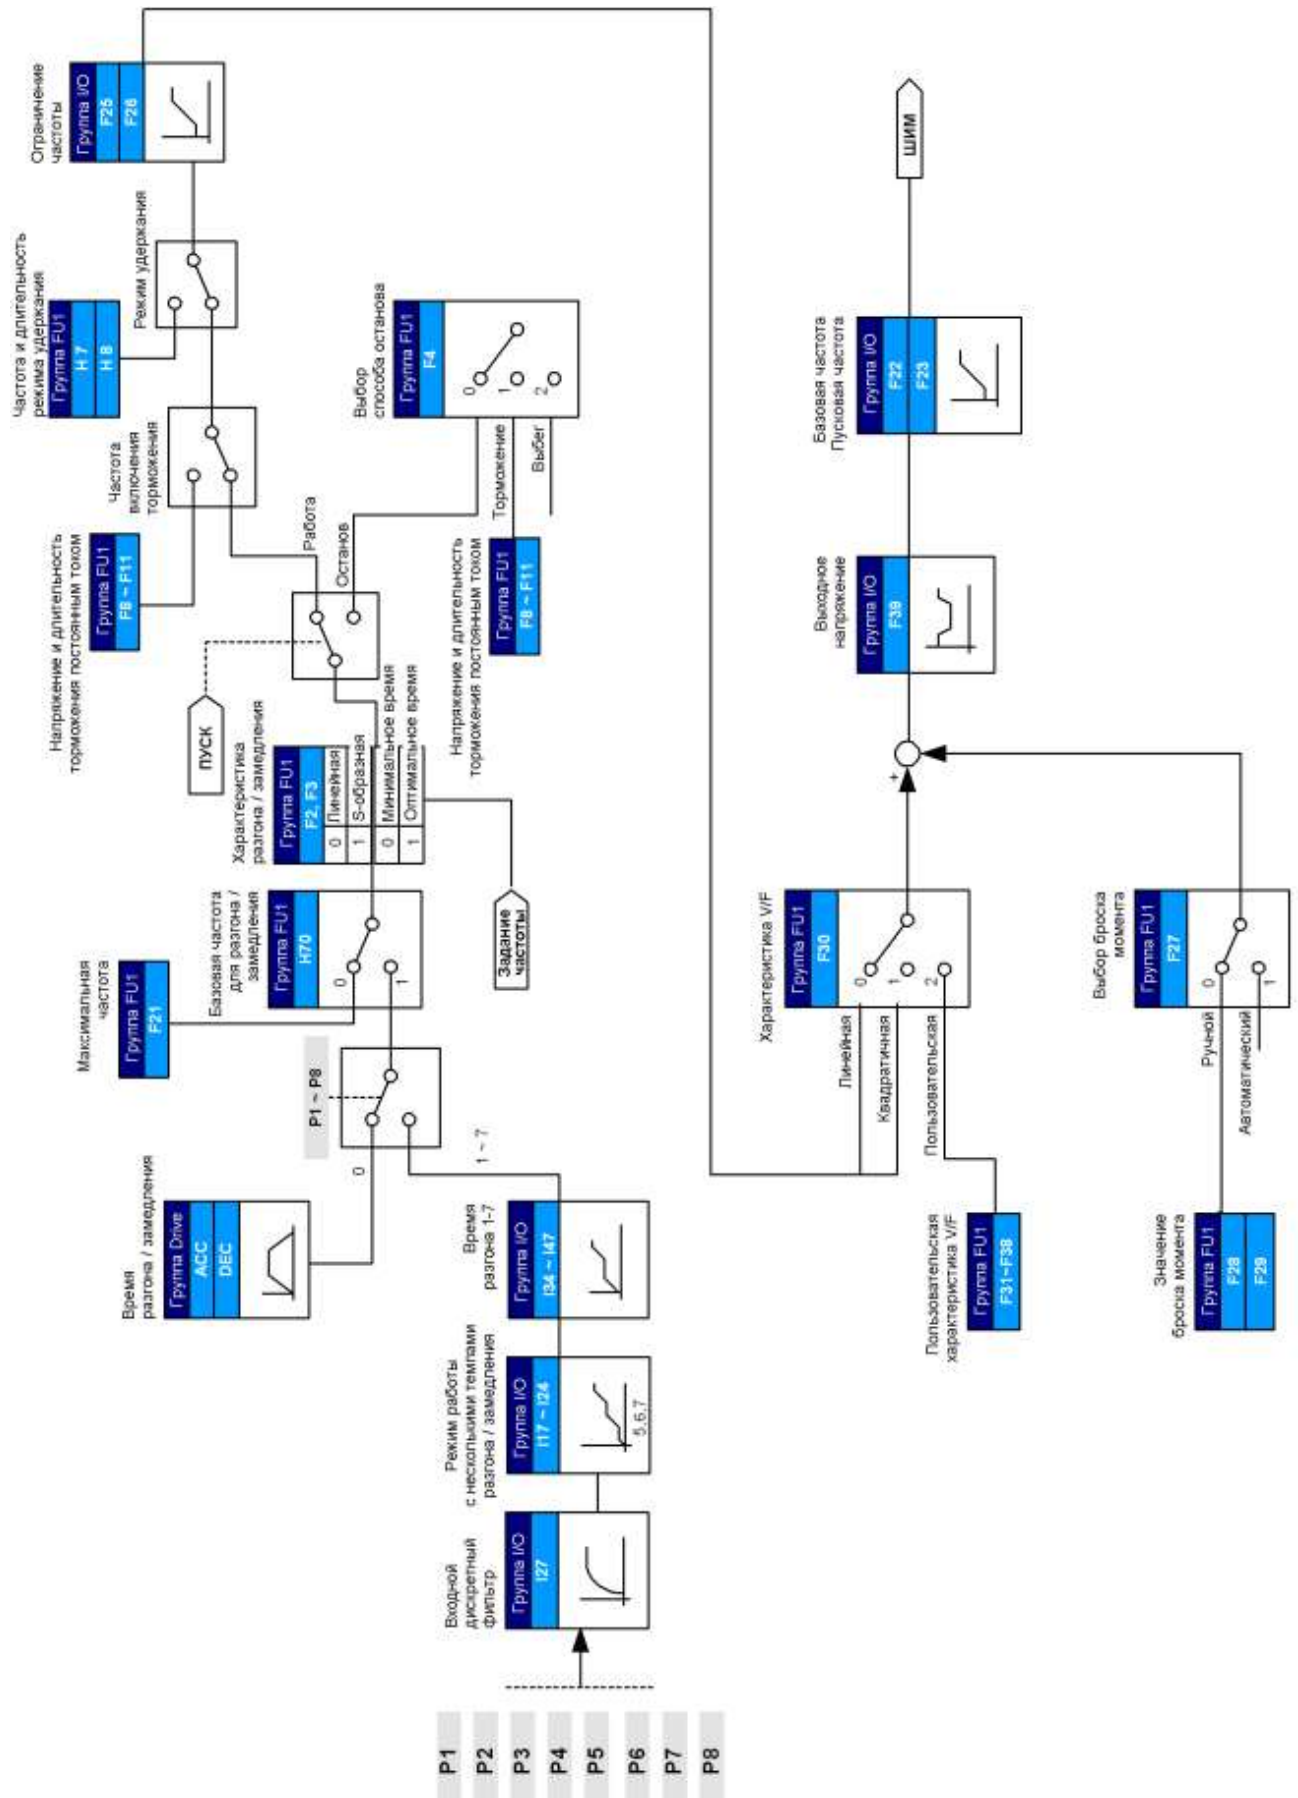 P1
P2
P3
P4
P5
P6
P7
P8
Входной
дискретный
фильтр
Группа I/O
I27
Режим работы
с несколькими темпами
разгона / замедления
Группа I/O
I17 ~ I24
5,6,7
Время
разгона 1-7
Группа I/O
I34 ~ I47
Время
разгона / замедления
Группа Drive
ACC
DEC
0
1 ~ 7
P1 ~ P8
Максимальная
частота
Группа FU1
F21
Базовая частота
для разгона /
замедления
Группа FU1
H70
0
1
Задание
частоты
Характеристика
разгона / замедления
Группа FU1
F2, F3
0 Линейная
1 S-образная
0 Минимальное время
1 Оптимальное время
ПУСК
Работа
Останов
Напряжение и длительность
торможения постоянным током
Группа FU1
F8 ~ F11
Частота
включения
торможения
Напряжение и длительность
торможения постоянным током
Группа FU1
F8 ~ F11
Торможение
Выбег
Выбор
способа останова
Группа FU1
F4
0
1
2
Частота и длительность
режима удержания
Группа FU1
H 7
H 8
Режим удержания
Ограничение
частоты
Группа I/O
F25
F26
Пользовательская
характеристика V/F
Группа FU1
F31~F38
Линейная
Квадратичная
Пользовательская
Характеристика V/F
Группа FU1
F30
0
1
2
+
Выходное
напряжение
Группа I/O
F39
Базовая частота
Пусковая частота
Группа I/O
F22
F23
ШИМ
Значение
броска момента
Группа FU1
F28
F29
Ручной
Автоматический
Выбор броска
момента
Группа FU1
F27
0
1